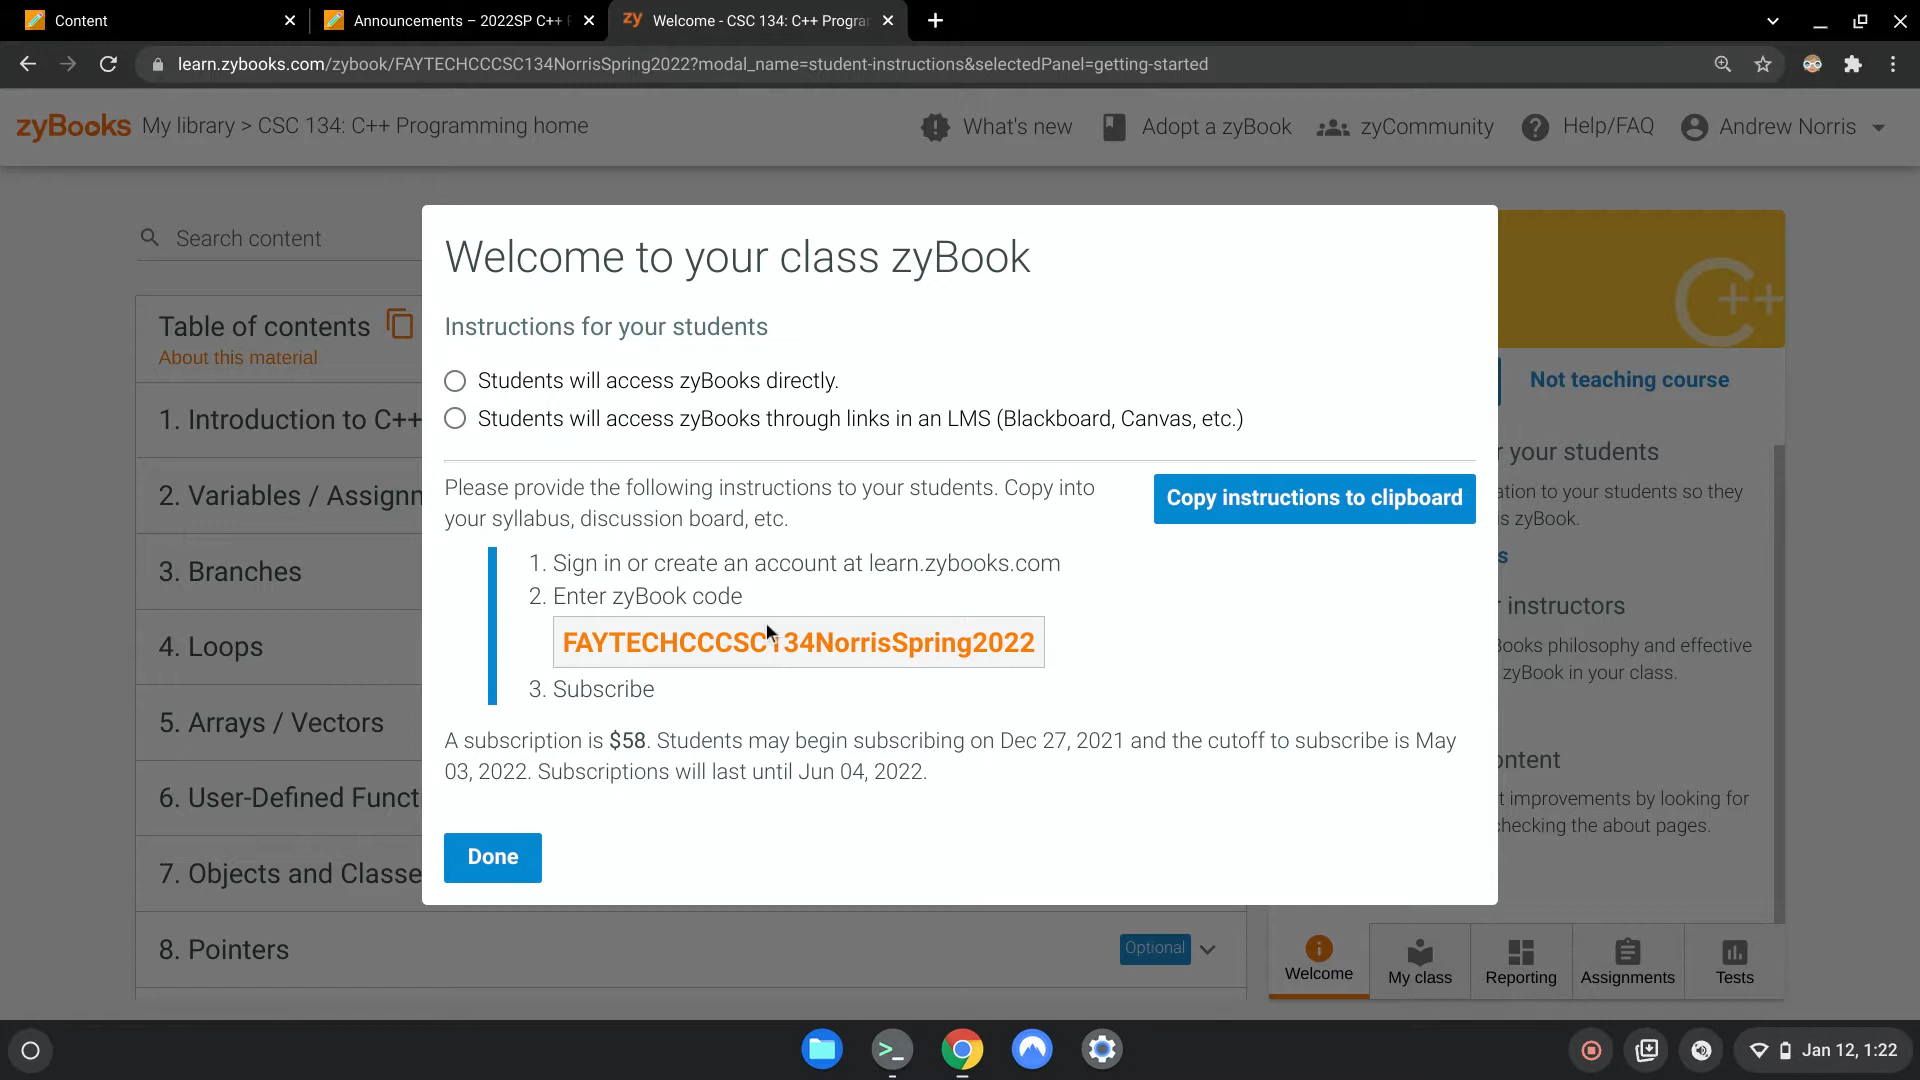 Content
Announcements – 2022SP C++
Welcome - CSC 134: C++ Progra
learn.zybooks.com/zybook/FAYTECHCCCSC134NorrisSpring2022?modal_name=student-instructions&selectedPanel=getting-started
zyBooks My library > CSC 134: C++ Programming home
What's new
Adopt a zyBook
zyCommunity
Help/FAQ
Andrew Norris
Search content
Table of contents
About this material
1. Introduction to C++
2. Variables / Assignm
3. Branches
4. Loops
5. Arrays / Vectors
6. User-Defined Funct
7. Objects and Classe
8. Pointers
Optional
Welcome to your class zyBook
Instructions for your students
Students will access zyBooks directly.
Students will access zyBooks through links in an LMS (Blackboard, Canvas, etc.)
Please provide the following instructions to your students. Copy into
your syllabus, discussion board, etc.
Copy instructions to clipboard
1. Sign in or create an account at learn.zybooks.com
2. Enter zyBook code
FAYTECHCCCSC134NorrisSpring2022
3. Subscribe
A subscription is $58. Students may begin subscribing on Dec 27, 2021 and the cutoff to subscribe is May
03, 2022. Subscriptions will last until Jun 04, 2022.
Done
C++
Not teaching course
r your students
ation to your students so they
is zyBook.
s
r instructors
Books philosophy and effective
zyBook in your class.
ontent
t improvements by looking for
checking the about pages.
Welcome
My class
Reporting
Assignments
Tests
Jan 12, 1:22